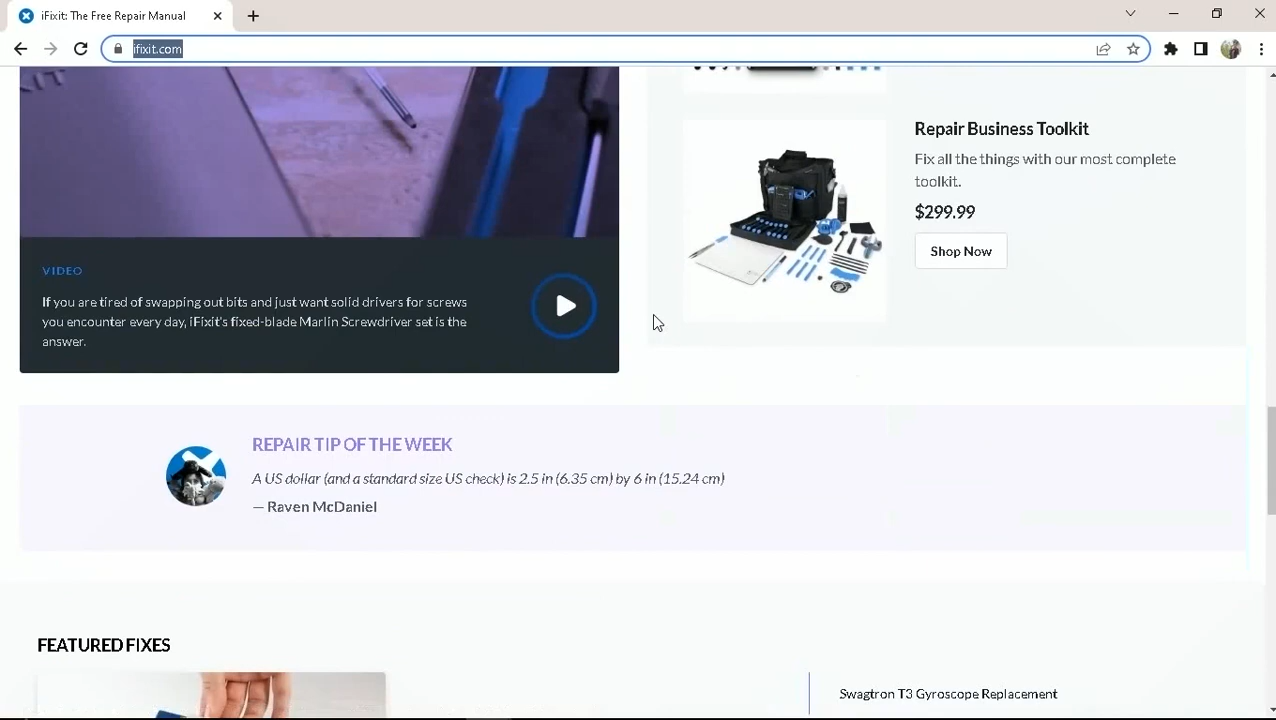 iFixit: The Free Repair Manual
ifixit.com
Repair Business Toolkit
Fix all the things with our most complete
toolkit.
$299.99
Shop Now
VIDEO
If you are tired of swapping out bits and just want solid drivers for screws
you encounter every day, iFixit's fixed-blade Marlin Screwdriver set is the
answer.
REPAIR TIP OF THE WEEK
A US dollar (and a standard size US check) is 2.5 in (6.35 cm) by 6 in (15.24 cm)
— Raven McDaniel
FEATURED FIXES
Swagtron T3 Gyroscope Replacement